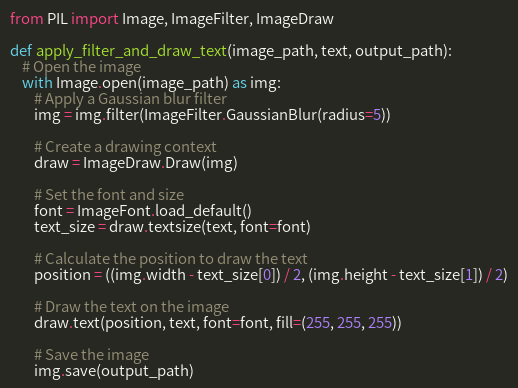 from PIL import Image, ImageFilter, ImageDraw

def apply_filter_and_draw_text(image_path, text, output_path):
    # Open the image
    with Image.open(image_path) as img:
        # Apply a Gaussian blur filter
        img = img.filter(ImageFilter.GaussianBlur(radius=5))

        # Create a drawing context
        draw = ImageDraw.Draw(img)

        # Set the font and size
        font = ImageFont.load_default()
        text_size = draw.textsize(text, font=font)

        # Calculate the position to draw the text
        position = ((img.width - text_size[0]) / 2, (img.height - text_size[1]) / 2)

        # Draw the text on the image
        draw.text(position, text, font=font, fill=(255, 255, 255))

        # Save the image
        img.save(output_path)